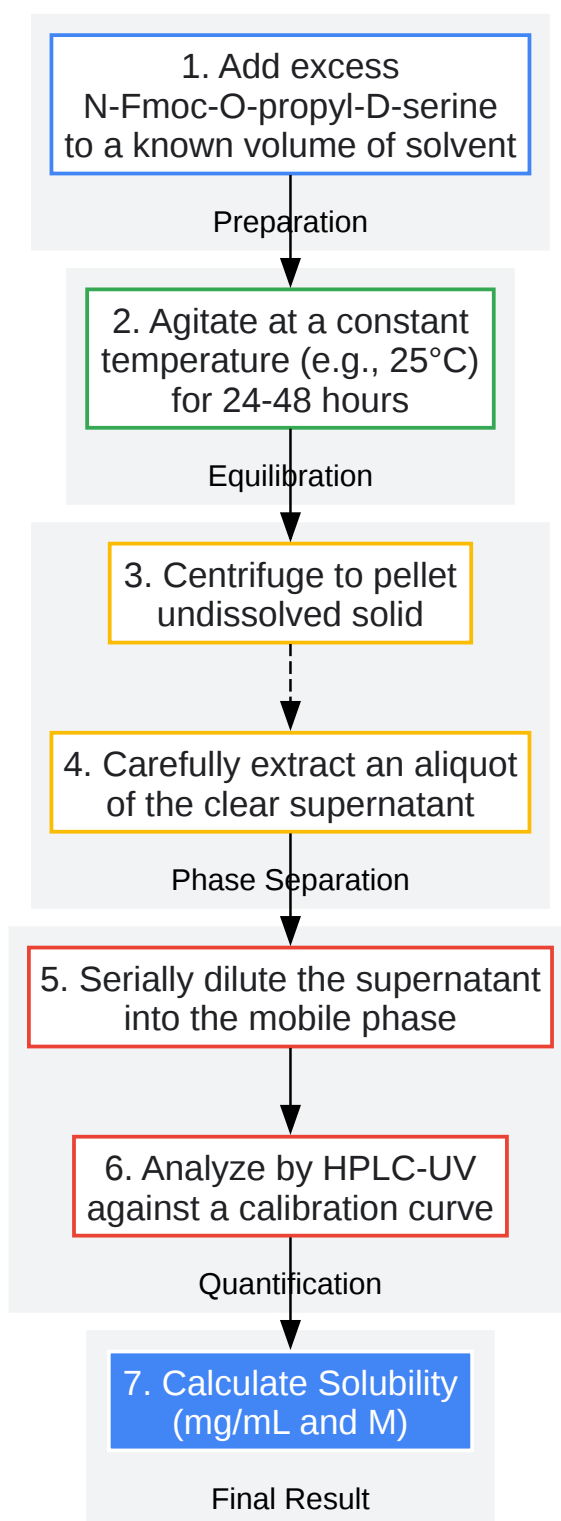 1. Add excess
N-Fmoc-O-propyl-D-serine
to a known volume of solvent
Preparation
2. Agitate at a constant
temperature (e.g., 25°C)
for 24-48 hours
Equilibration
3. Centrifuge to pellet
undissolved solid
4. Carefully extract an aliquot
of the clear supernatant
Phase Separation
5. Serially dilute the supernatant
into the mobile phase
6. Analyze by HPLC-UV
against a calibration curve
Quantification
7. Calculate Solubility
(mg/mL and M)
Final Result